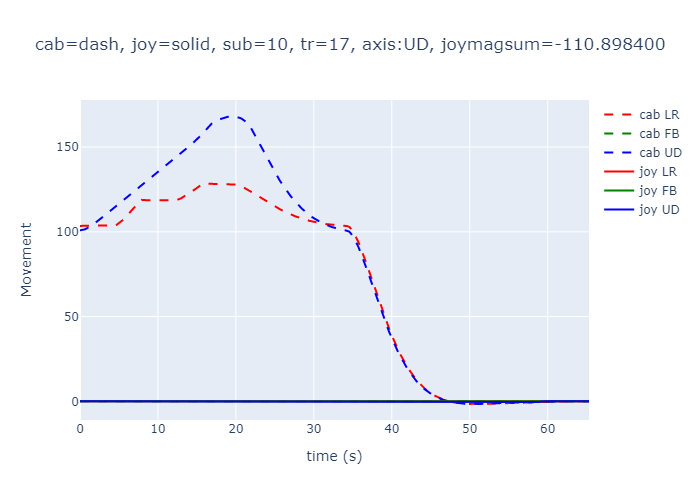 cab=dash, joy=solid, sub=10, tr=17, axis:UD, joymagsum=-110.898400
cab LR
cab FB
cab UD
joy LR
joy FB
joy UD
150
100
50
0
Movement
0 10 20 30 40 50 60
time (s)